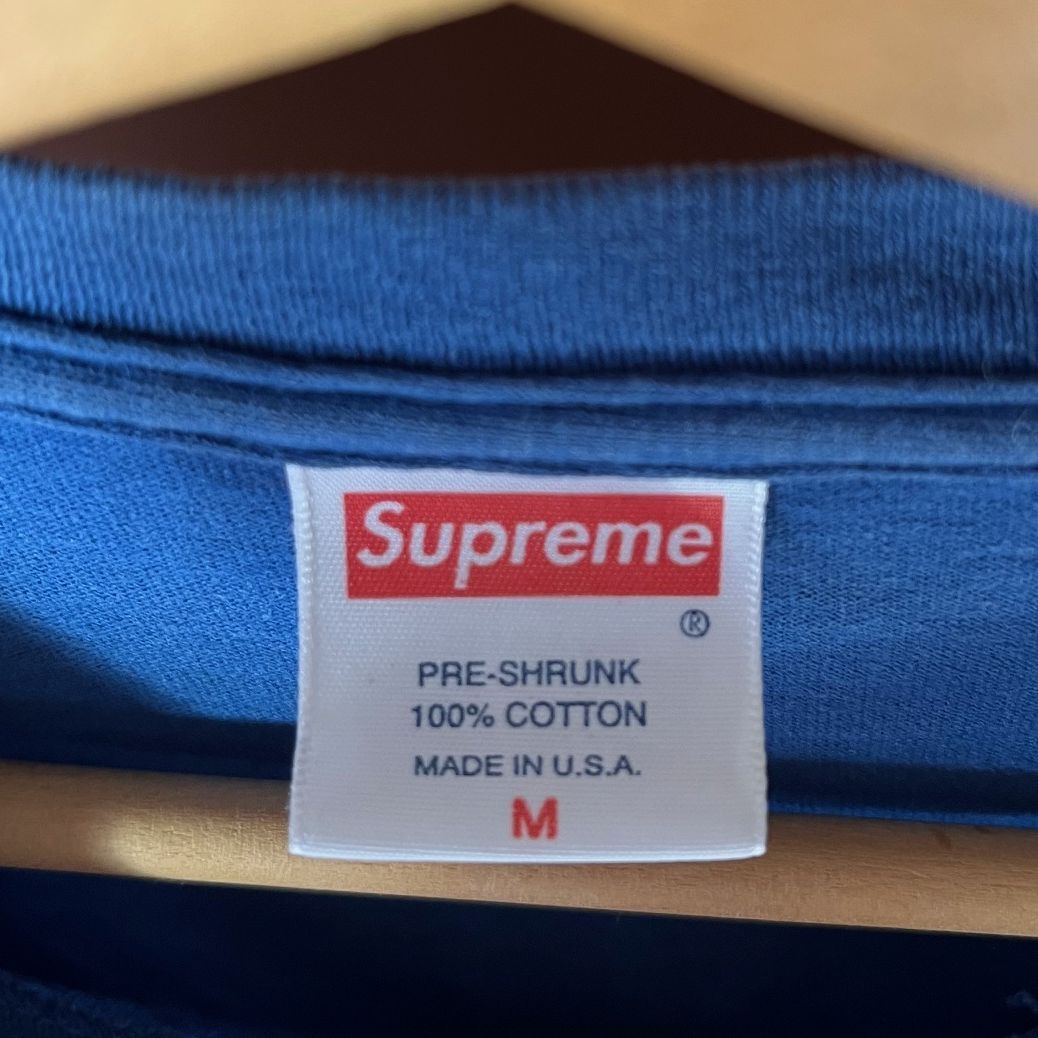 Supreme
®
PRE-SHRUNK
100% COTTON
MADE IN U.S.A.
M